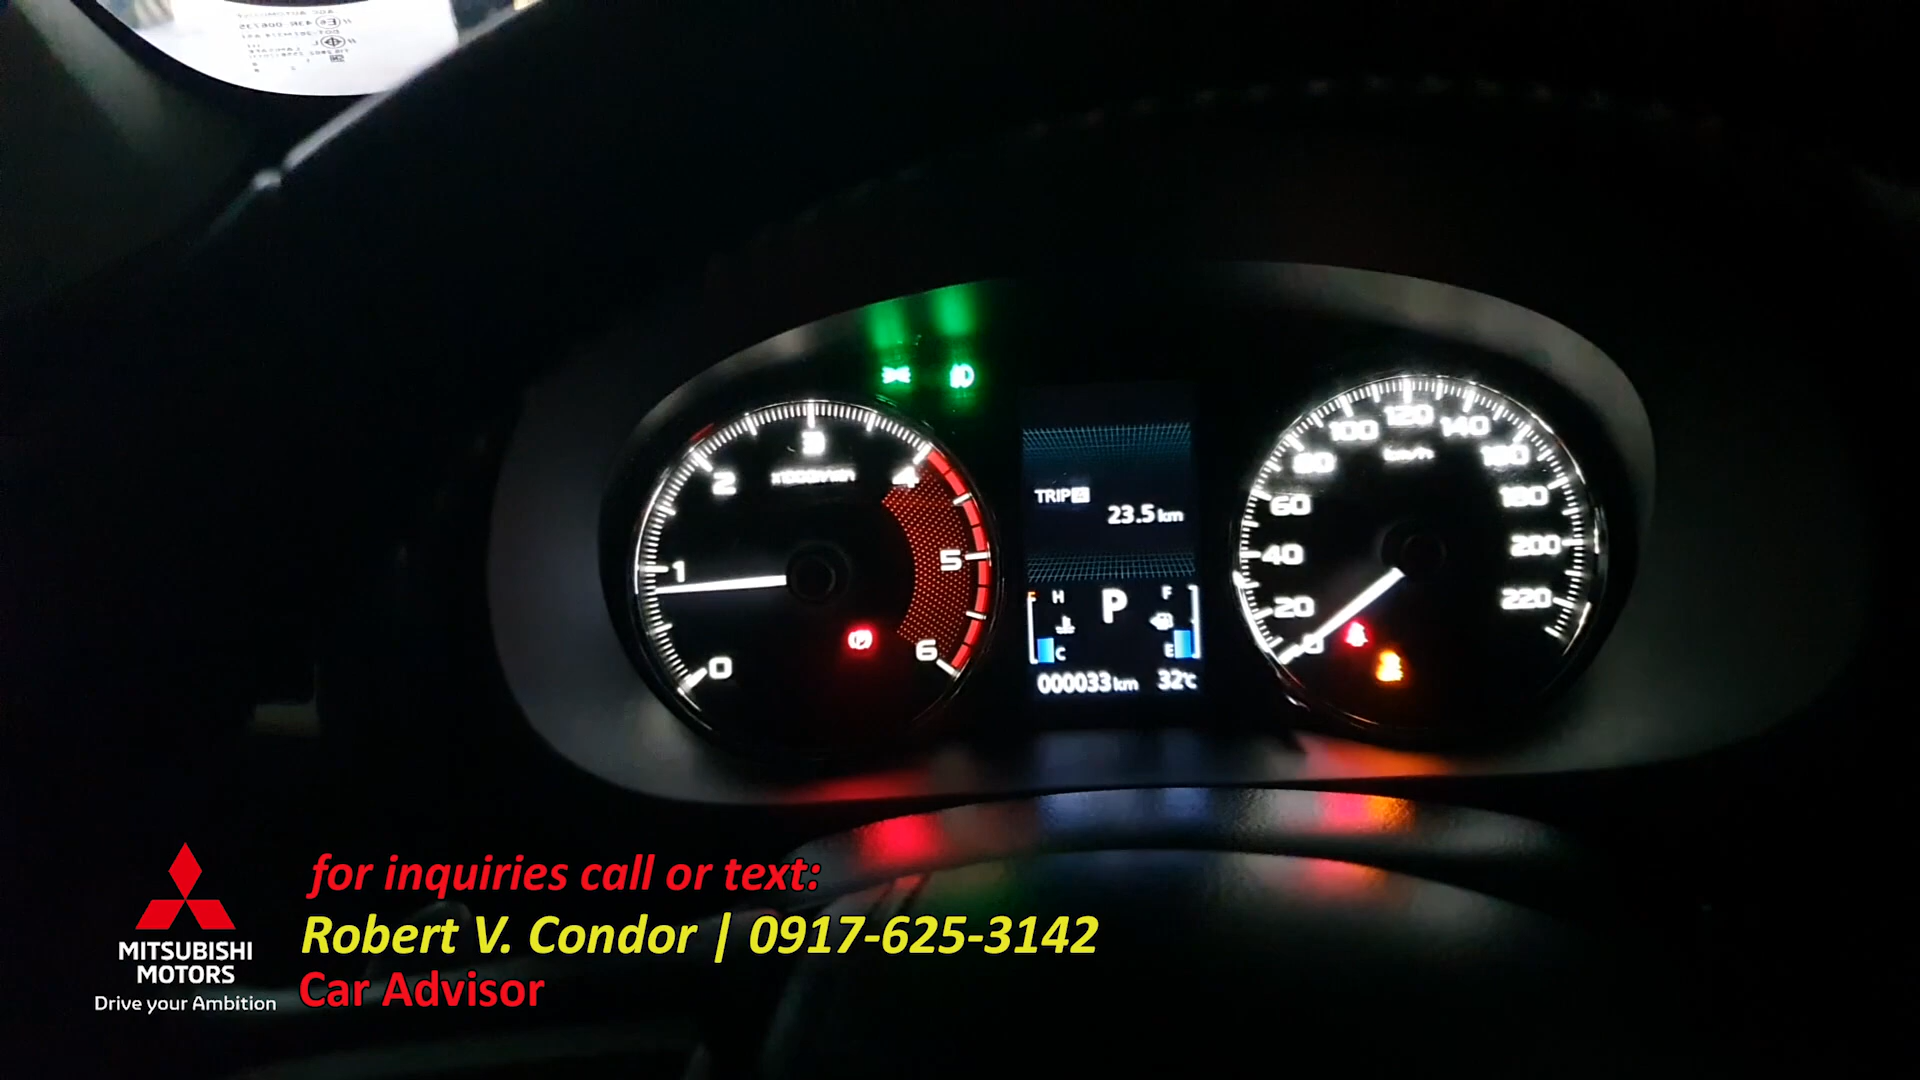 3
2
4
1
5
0
6
TRIP A
23.5 km
H
P
F
C
E
000033 km
32°C
120
100
140
80
160
km/h
60
180
40
200
20
220
0
for inquiries call or text:
Robert V. Condor | 0917-625-3142
Car Advisor
MITSUBISHI
MOTORS
Drive your Ambition